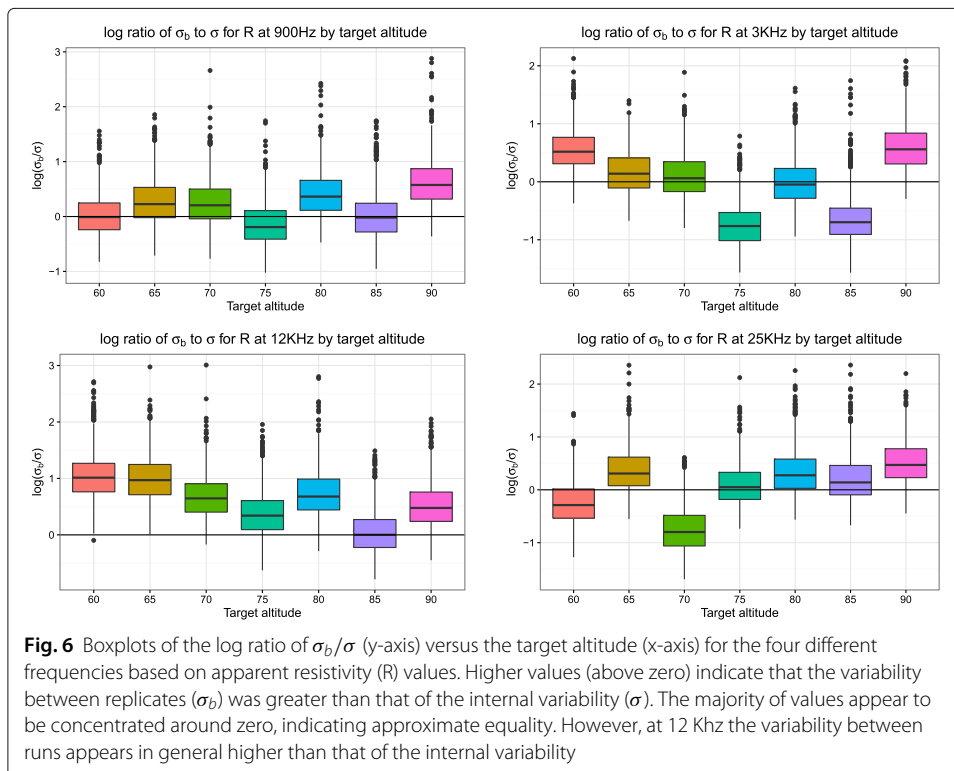 log ratio of σb to σ for R at 900Hz by target altitude
3
2
1
0
−1
log(σb/σ)
60 65 70 75 80 85 90
Target altitude
log ratio of σb to σ for R at 3KHz by target altitude
2
1
0
−1
log(σb/σ)
60 65 70 75 80 85 90
Target altitude
log ratio of σb to σ for R at 12KHz by target altitude
3
2
1
0
log(σb/σ)
60 65 70 75 80 85 90
Target altitude
log ratio of σb to σ for R at 25KHz by target altitude
2
1
0
−1
log(σb/σ)
60 65 70 75 80 85 90
Target altitude
Fig. 6 Boxplots of the log ratio of σb/σ (y-axis) versus the target altitude (x-axis) for the four different
frequencies based on apparent resistivity (R) values. Higher values (above zero) indicate that the variability
between replicates (σb) was greater than that of the internal variability (σ). The majority of values appear to
be concentrated around zero, indicating approximate equality. However, at 12 Khz the variability between
runs appears in general higher than that of the internal variability